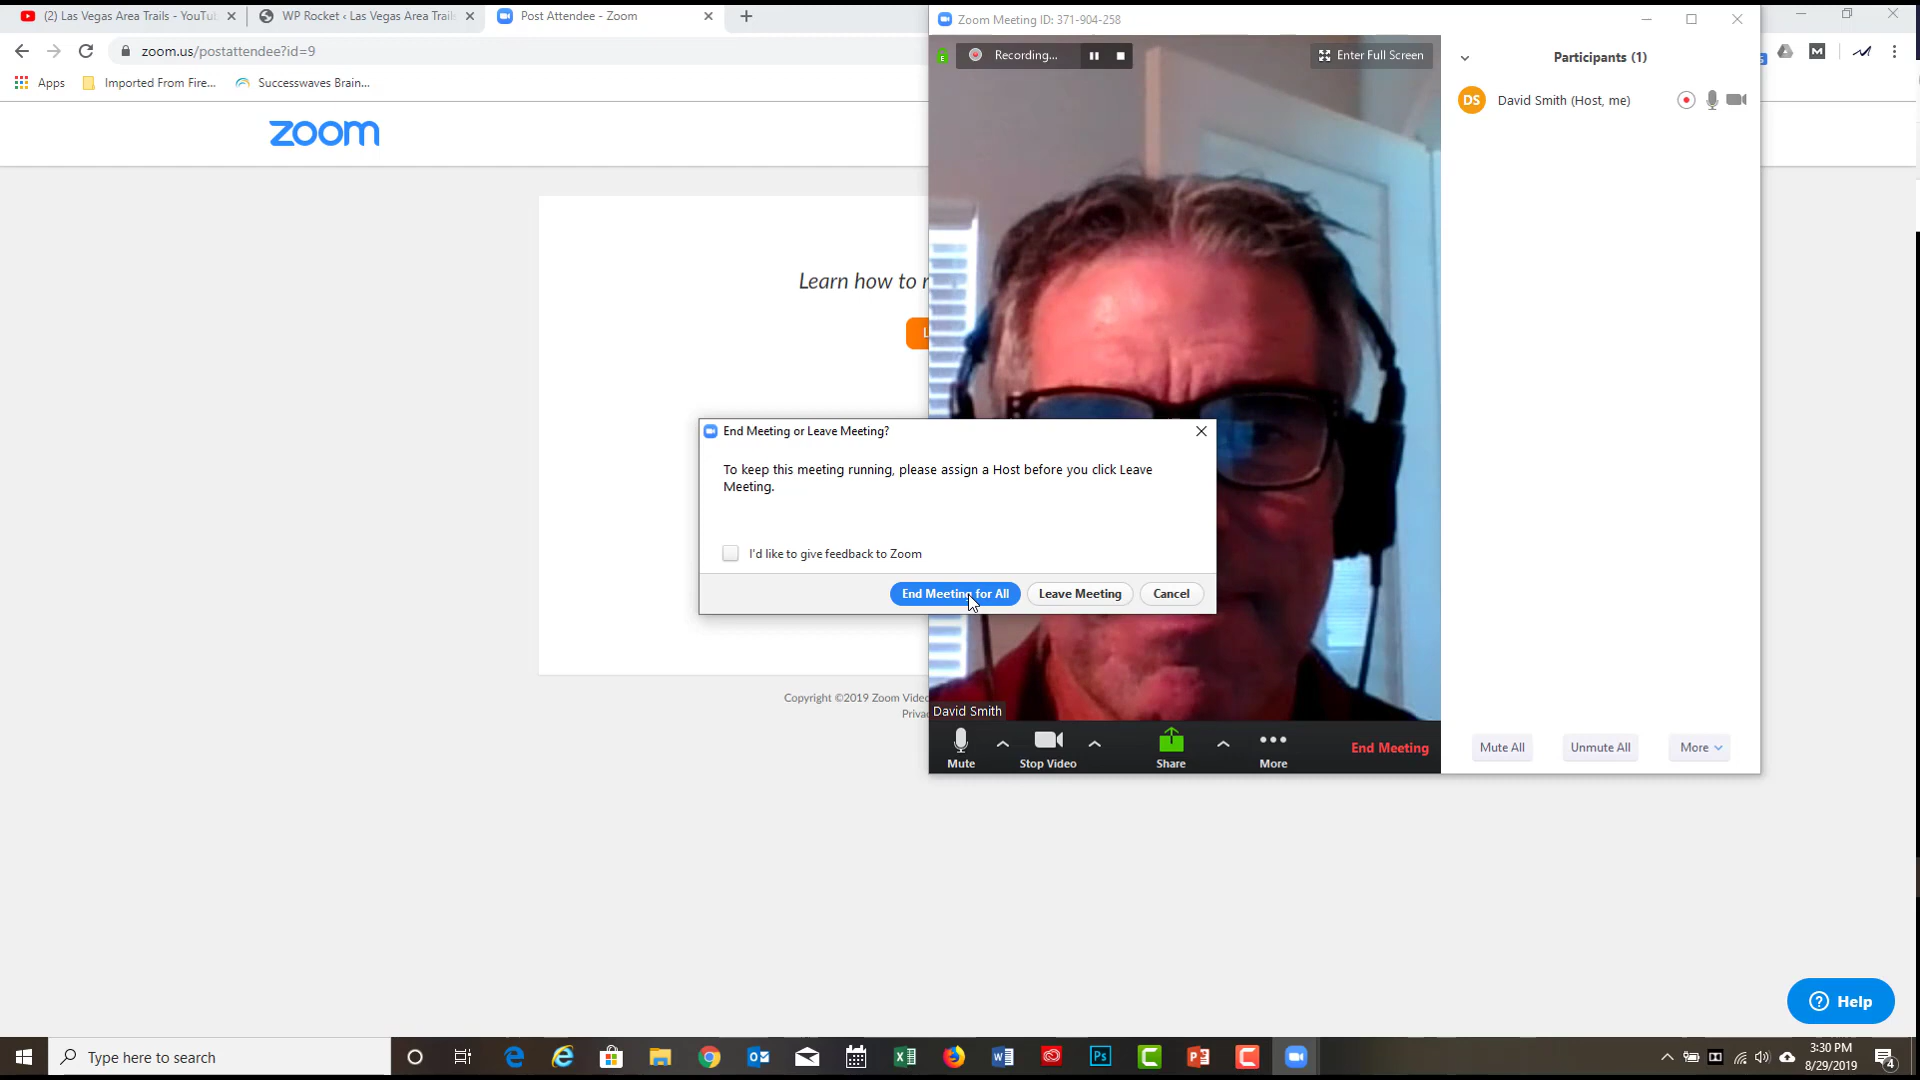 (2) Las Vegas Area Trails - YouTu
WP Rocket ‹ Las Vegas Area Trails
Post Attendee - Zoom
zoom.us/postattendee?id=9
Apps
Imported From Fire...
Successwaves Brain...
zoom
Learn how to r
L
Copyright ©2019 Zoom Vide
Priva
Zoom Meeting ID: 371-904-258
Recording...
Enter Full Screen
Participants (1)
DS
David Smith (Host, me)
M
End Meeting or Leave Meeting?
To keep this meeting running, please assign a Host before you click Leave
Meeting.
I'd like to give feedback to Zoom
End Meeting for All
Leave Meeting
Cancel
David Smith
Mute
Stop Video
Share
More
End Meeting
Mute All
Unmute All
More
Help
Type here to search
3:30 PM
8/29/2019
4